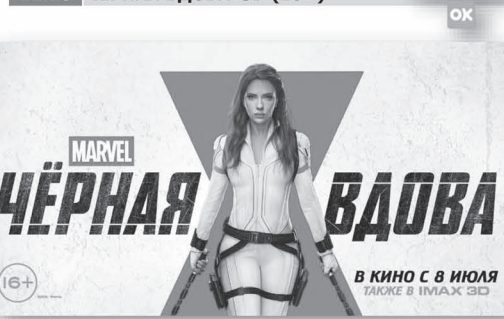 OK
MARVEL
ЧЁРНАЯ ВДОВА
16+
В КИНО С 8 ИЮЛЯ
ТАКЖЕ В IMAX 3D